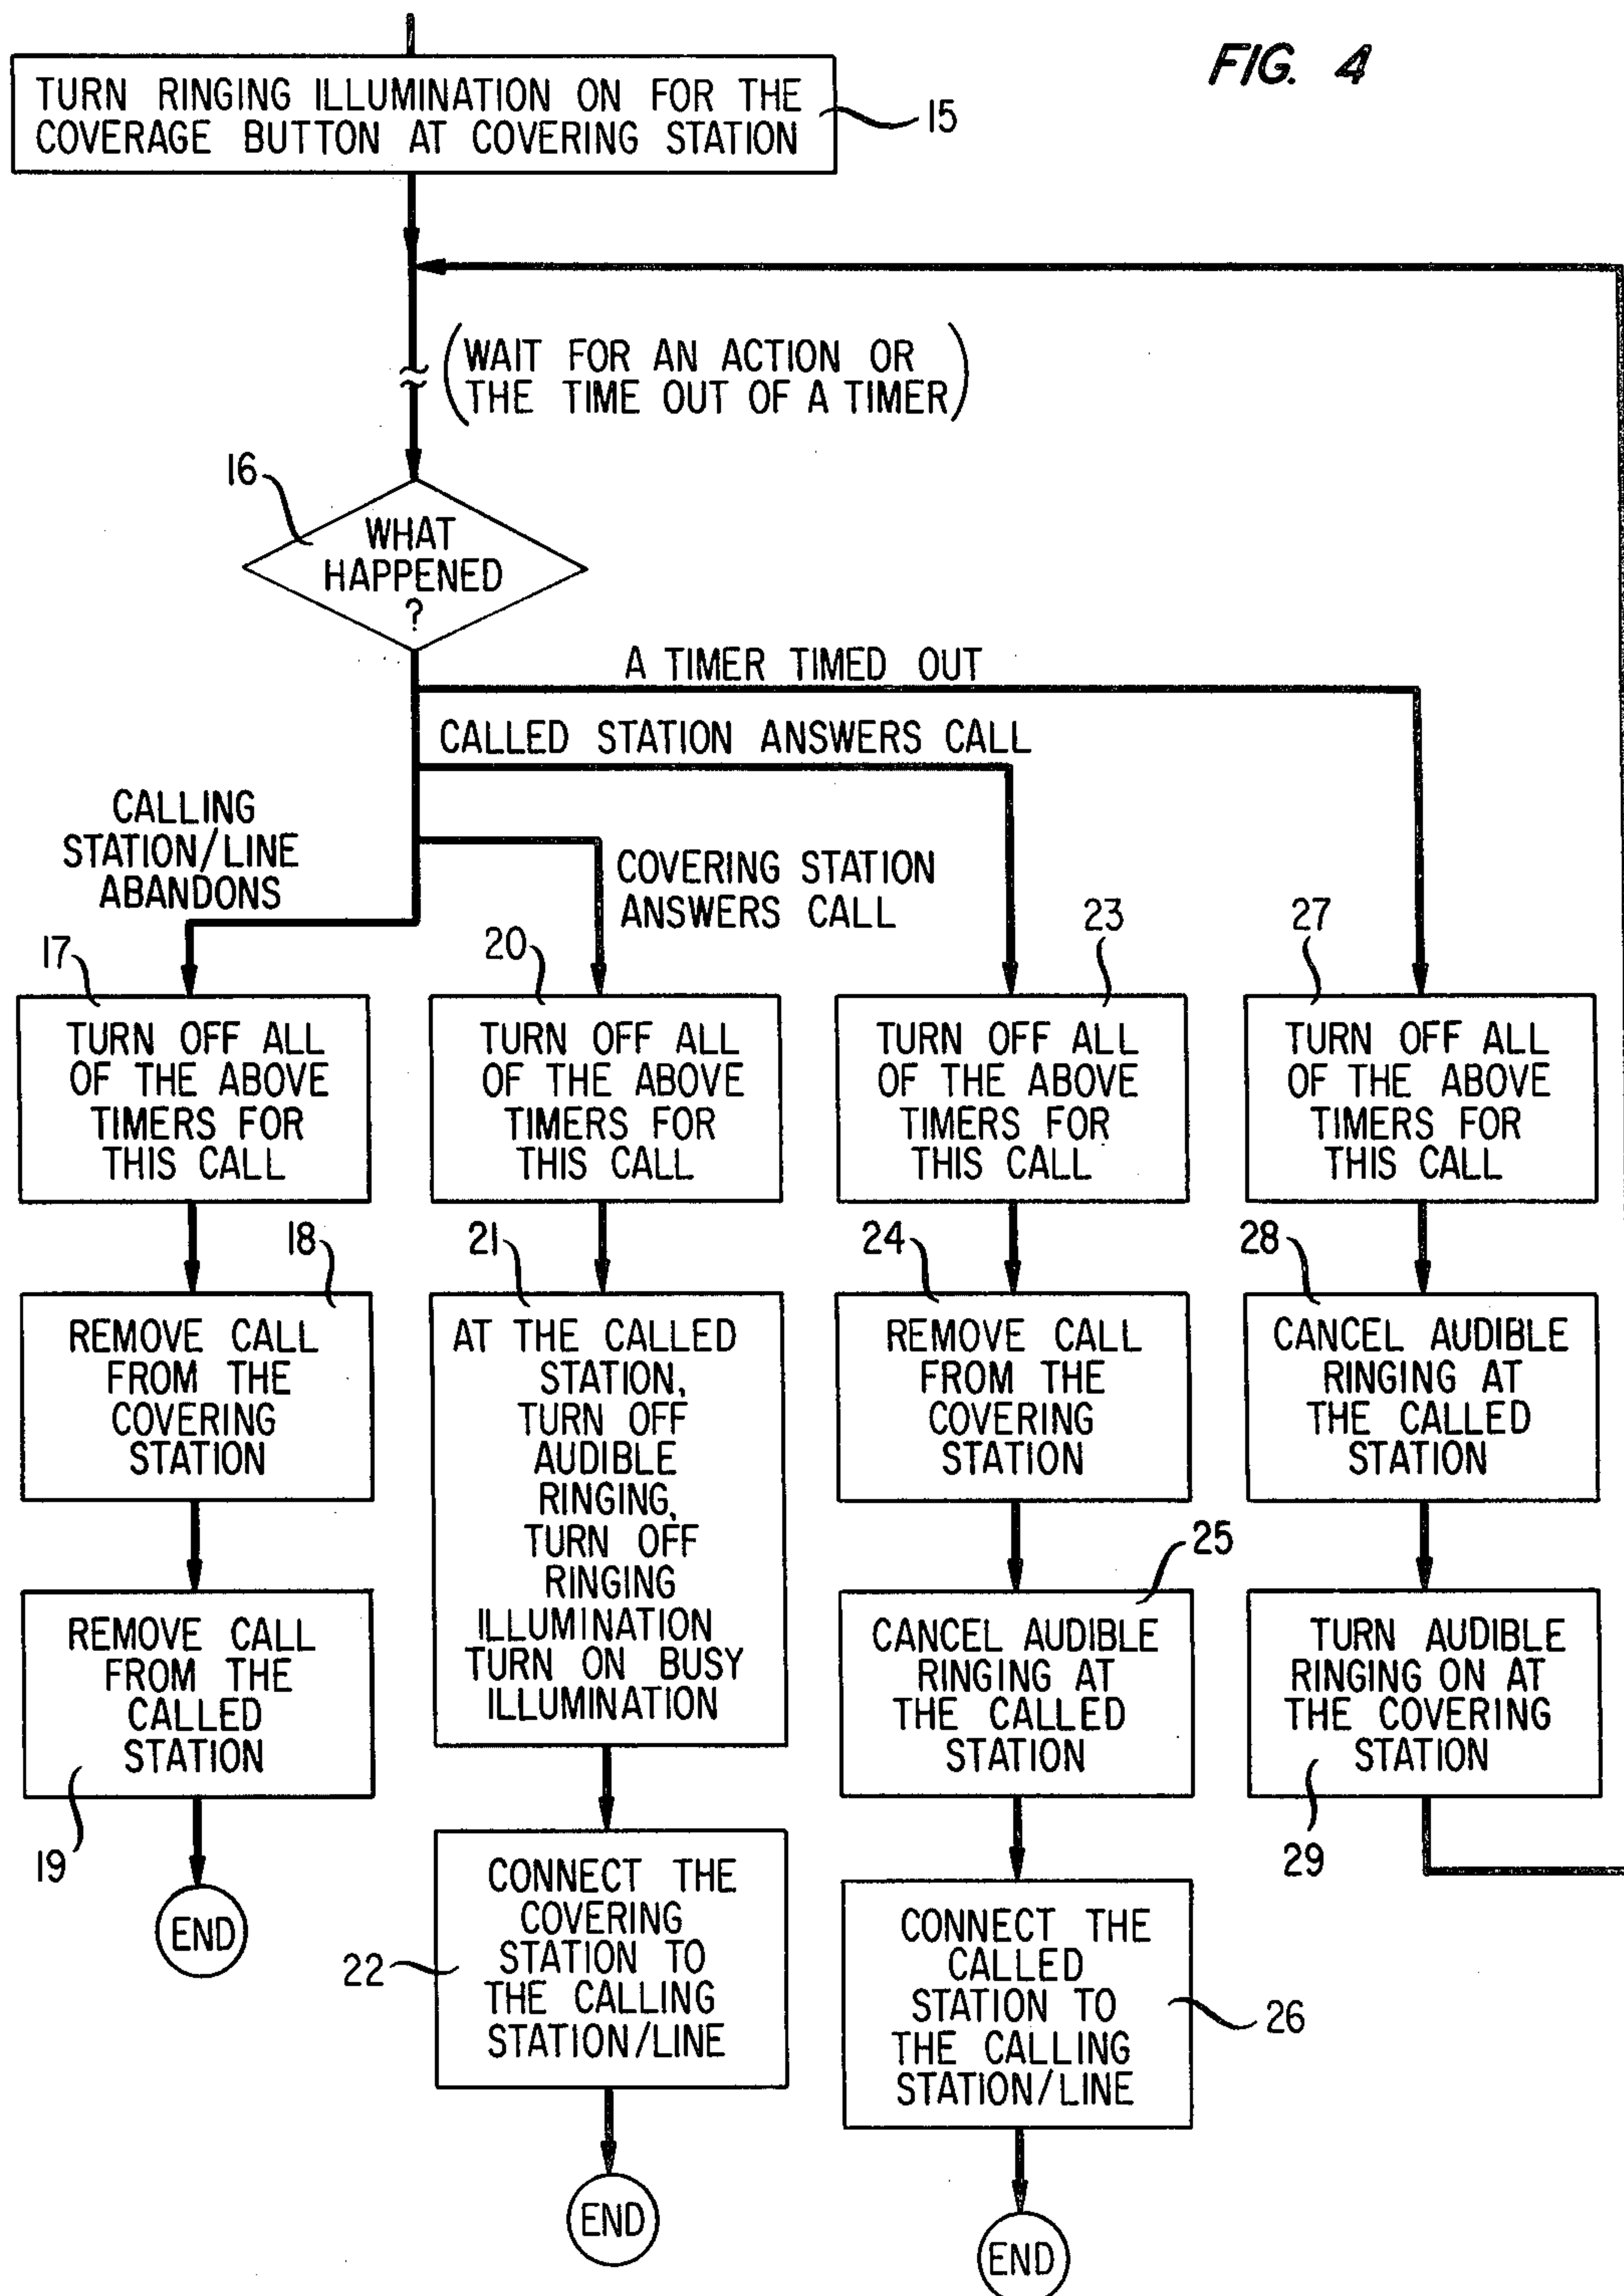 FIG. 4
TURN RINGING ILLUMINATION ON FOR THE
COVERAGE BUTTON AT COVERING STATION
15
(WAIT FOR AN ACTION OR
THE TIME OUT OF A TIMER)
16
WHAT
HAPPENED
?
A TIMER TIMED OUT
CALLED STATION ANSWERS CALL
CALLING
STATION/LINE
ABANDONS
COVERING STATION
ANSWERS CALL
17
TURN OFF ALL
OF THE ABOVE
TIMERS FOR
THIS CALL
18
REMOVE CALL
FROM THE
COVERING
STATION
REMOVE CALL
FROM THE
CALLED
STATION
19
END
20
TURN OFF ALL
OF THE ABOVE
TIMERS FOR
THIS CALL
21
AT THE CALLED
STATION,
TURN OFF
AUDIBLE
RINGING,
TURN OFF
RINGING
ILLUMINATION
TURN ON BUSY
ILLUMINATION
22
CONNECT THE
COVERING
STATION TO
THE CALLING
STATION/LINE
END
23
TURN OFF ALL
OF THE ABOVE
TIMERS FOR
THIS CALL
24
REMOVE CALL
FROM THE
COVERING
STATION
25
CANCEL AUDIBLE
RINGING AT
THE CALLED
STATION
CONNECT THE
CALLED
STATION TO
THE CALLING
STATION/LINE
26
END
27
TURN OFF ALL
OF THE ABOVE
TIMERS FOR
THIS CALL
28
CANCEL AUDIBLE
RINGING AT
THE CALLED
STATION
TURN AUDIBLE
RINGING ON AT
THE COVERING
STATION
29